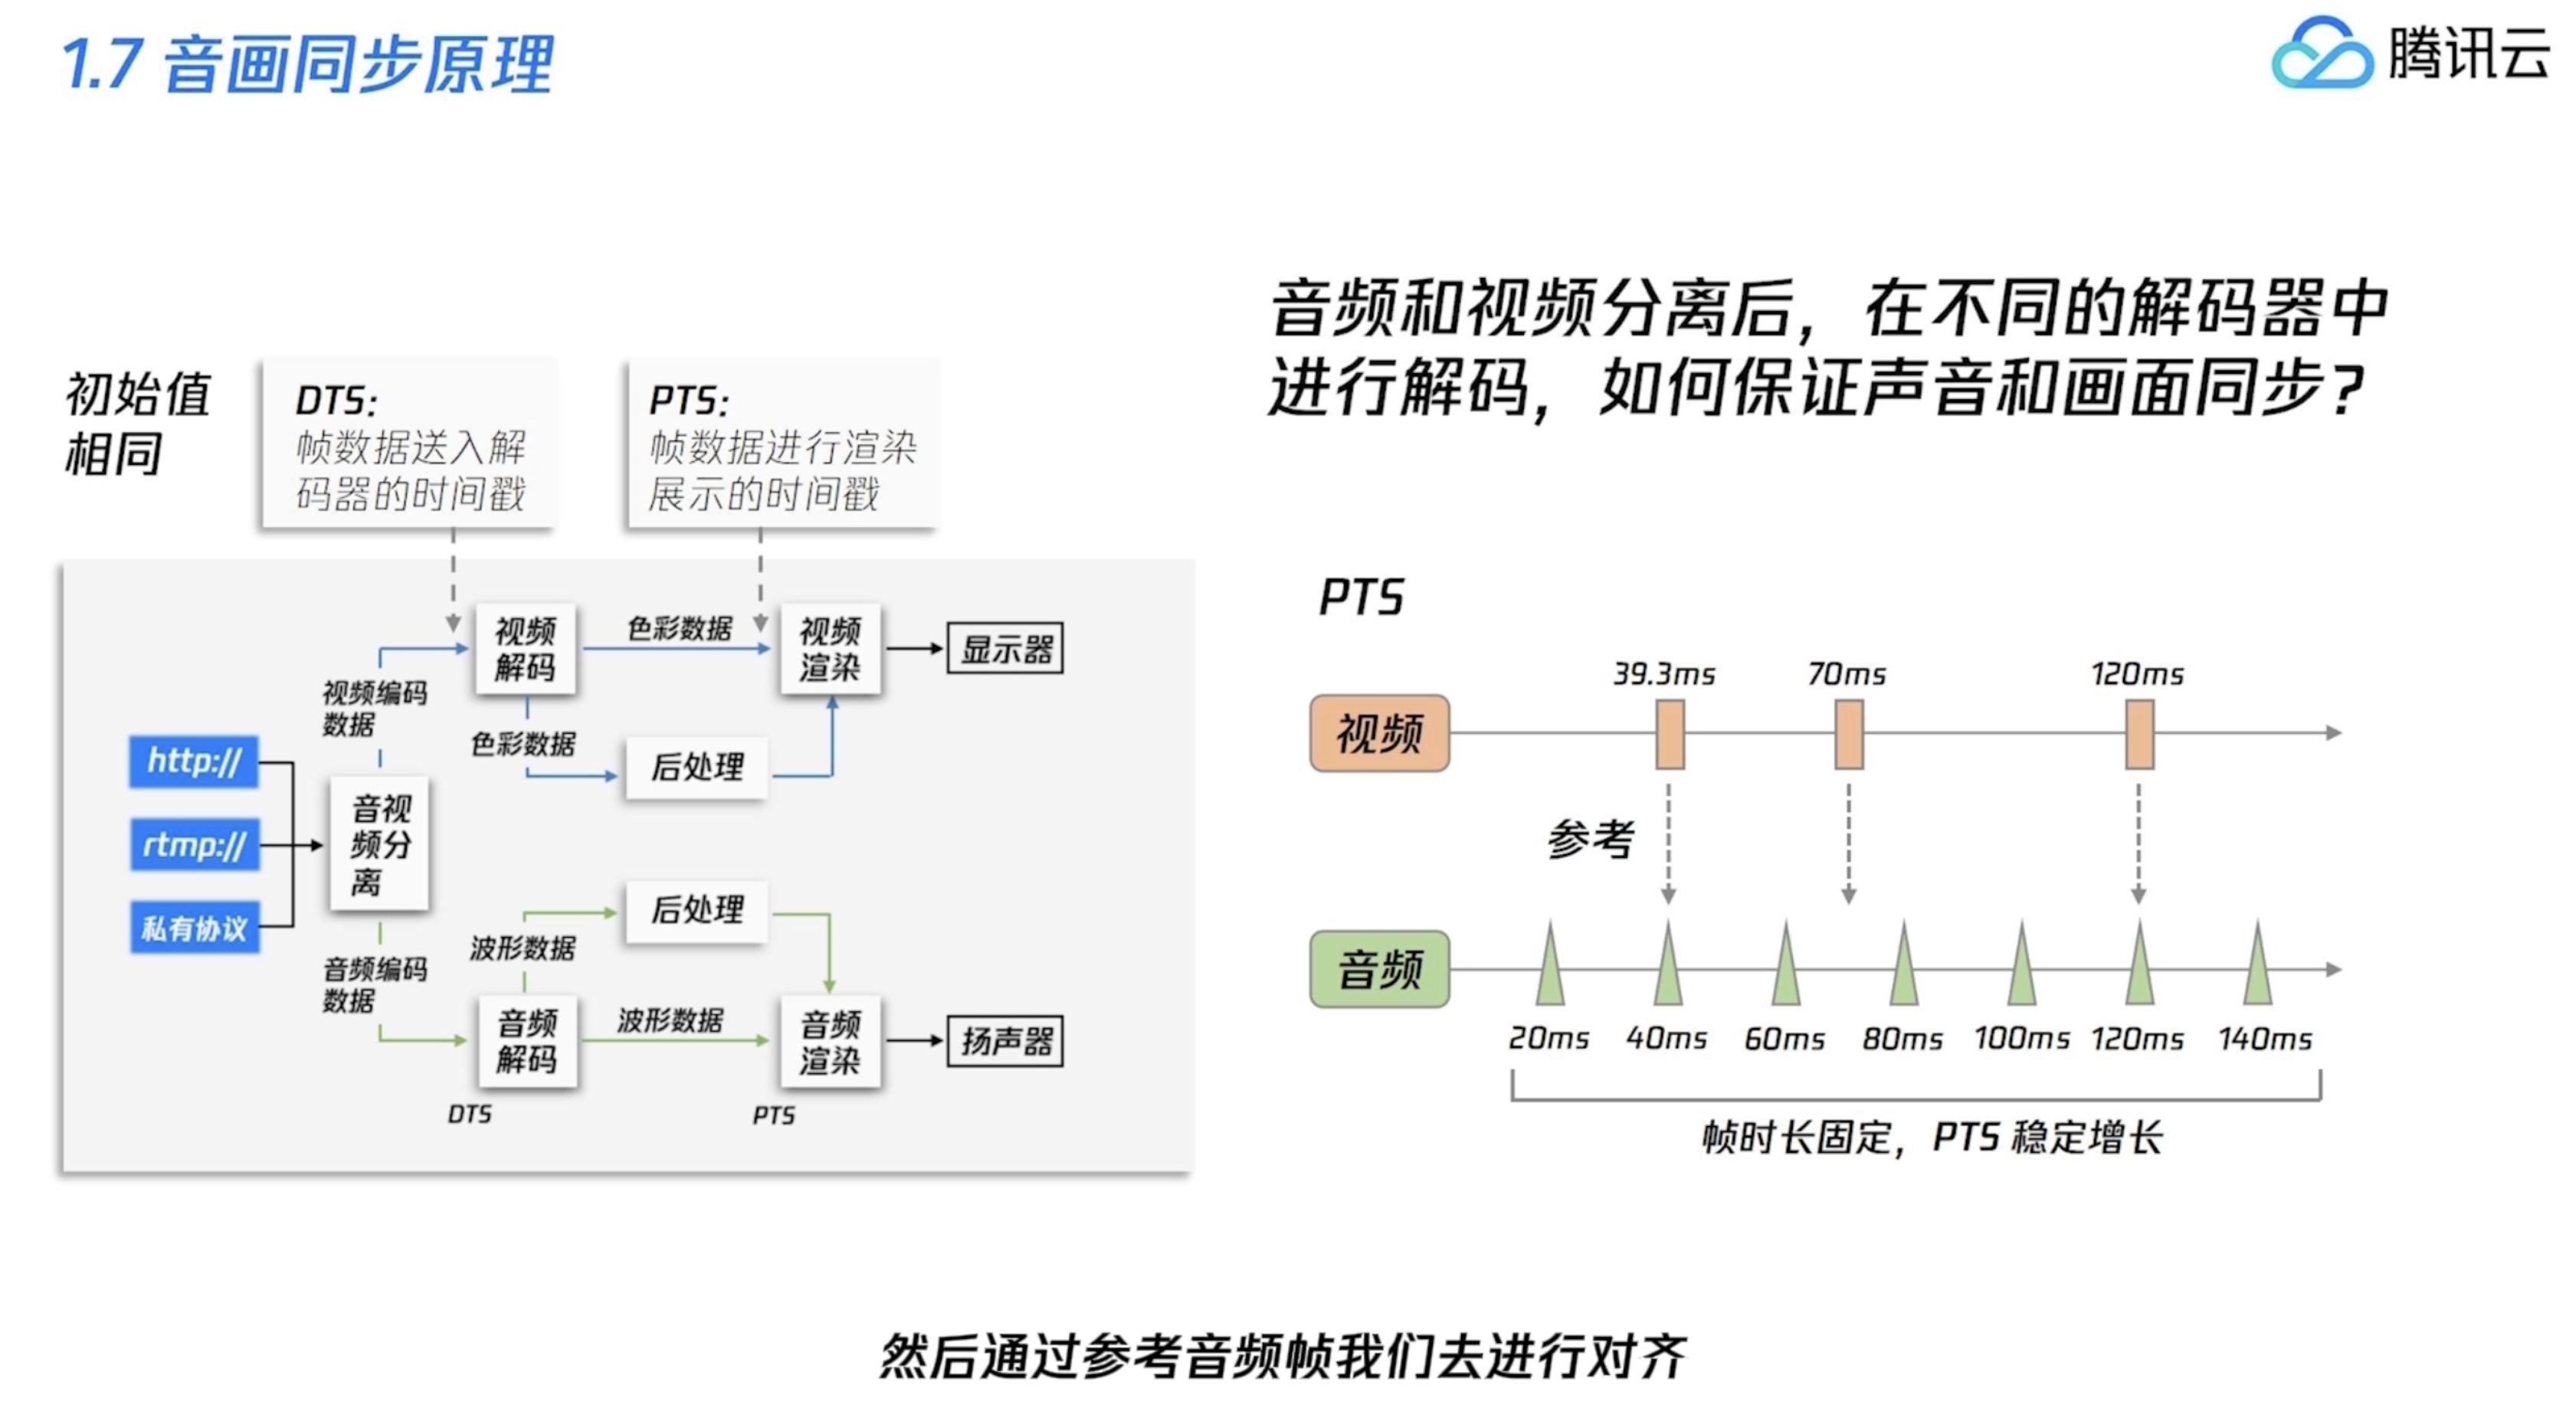 1.7 音画同步原理
腾讯云
音频和视频分离后，在不同的解码器中
进行解码，如何保证声音和画面同步？
初始值
相同
DTS：
帧数据送入解
码器的时间戳
PTS：
帧数据进行渲染
展示的时间戳
视频
解码
色彩数据
视频
渲染
显示器
视频编码
数据
色彩数据
后处理
http://
rtmp://
私有协议
音视
频分
离
后处理
波形数据
音频编码
数据
音频
解码
波形数据
音频
渲染
扬声器
DTS
PTS
PTS
39.3ms
70ms
120ms
视频
参考
音频
20ms
40ms
60ms
80ms
100ms
120ms
140ms
帧时长固定，PTS 稳定增长
然后通过参考音频帧我们去进行对齐